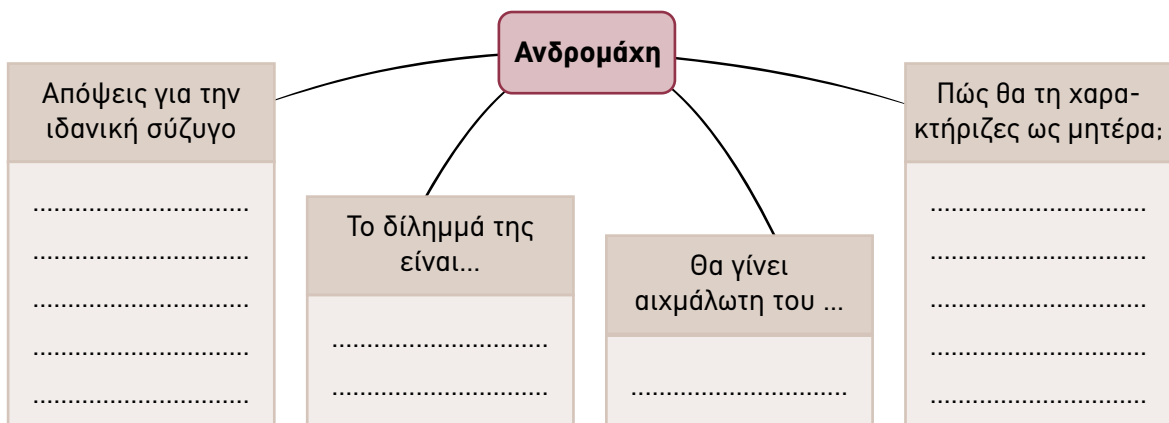 Ανδρομάχη
Απόψεις για την
ιδανική σύζυγο
...............................
...............................
...............................
...............................
...............................
Το δίλημμά της
είναι...
...............................
...............................
Θα γίνει
αιχμάλωτη του ...
...............................
Πώς θα τη χαρα-
κτήριζες ως μητέρα;
...............................
...............................
...............................
...............................
...............................